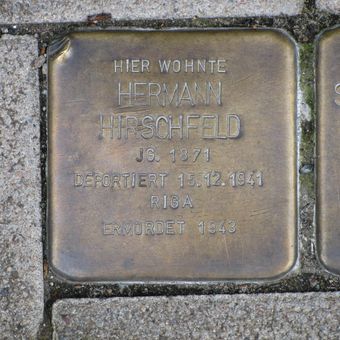 HIER WOHNTE
HERMANN
HIRSCHFELD
JG. 1871
DEPORTIERT 15.12.1941
RIGA
ERMORDET 1943